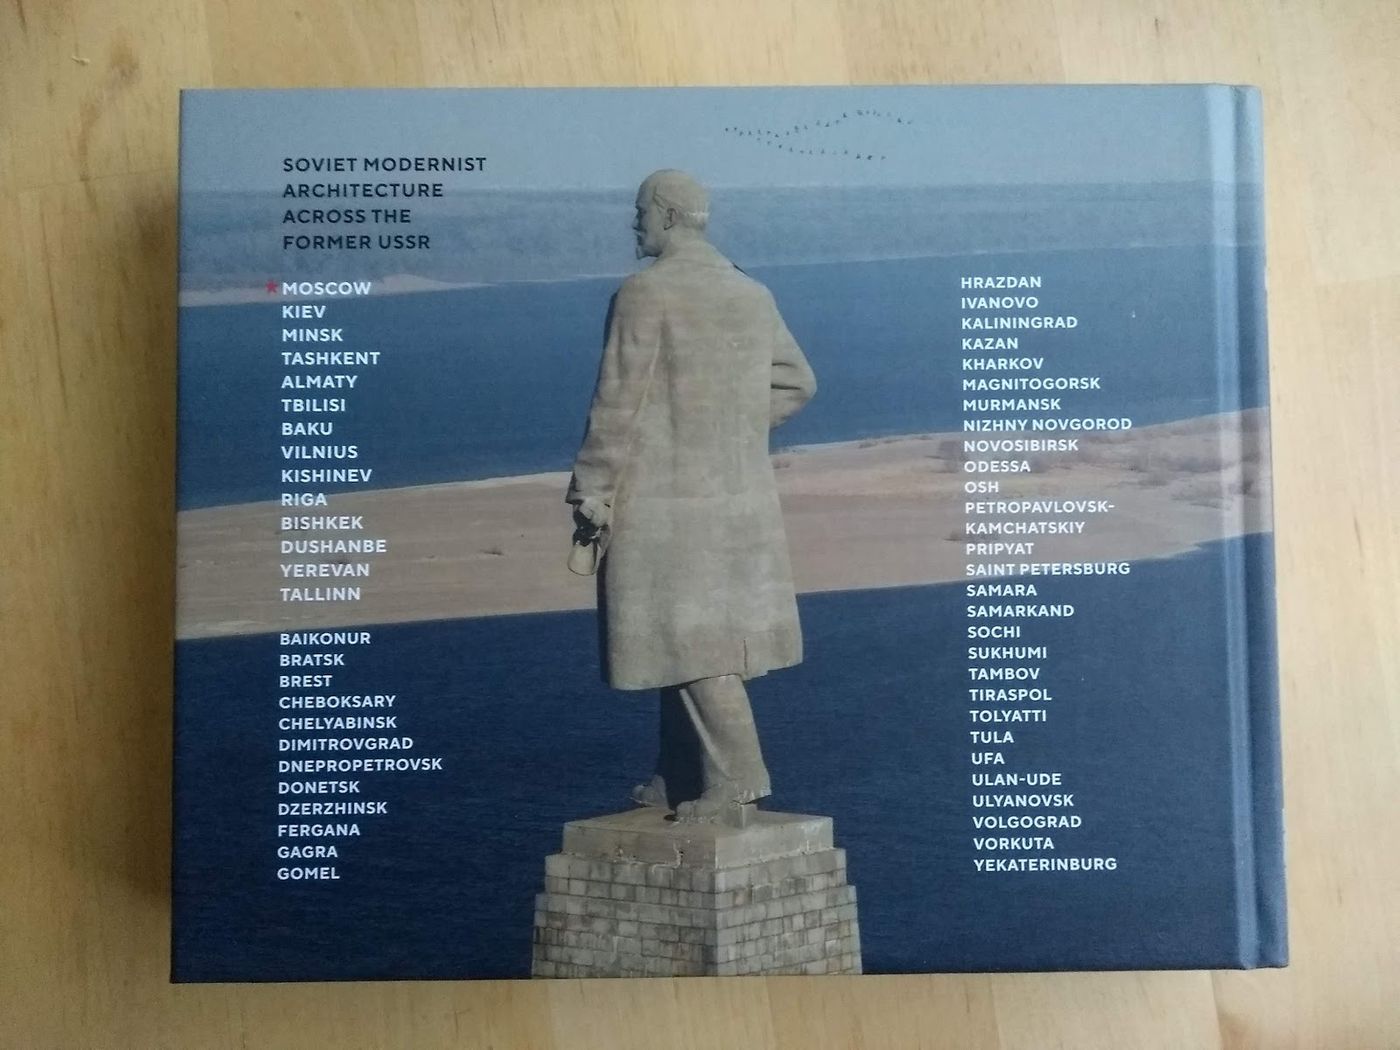 SOVIET MODERNIST
ARCHITECTURE
ACROSS THE
FORMER USSR
★MOSCOW
KIEV
MINSK
TASHKENT
ALMATY
TBILISI
BAKU
VILNIUS
KISHINEV
RIGA
BISHKEK
DUSHANBE
YEREVAN
TALLINN
BAIKONUR
BRATSK
BREST
CHEBOKSARY
CHELYABINSK
DIMITROVGRAD
DNEPROPETROVSK
DONETSK
DZERZHINSK
FERGANA
GAGRA
GOMEL
HRAZDAN
IVANOVO
KALININGRAD
KAZAN
KHARKOV
MAGNITOGORSK
MURMANSK
NIZHNY NOVGOROD
NOVOSIBIRSK
ODESSA
OSH
PETROPAVLOVSK-
KAMCHATSKIY
PRIPYAT
SAINT PETERSBURG
SAMARA
SAMARKAND
SOCHI
SUKHUMI
TAMBOV
TIRASPOL
TOLYATTI
TULA
UFA
ULAN-UDE
ULYANOVSK
VOLGOGRAD
VORKUTA
YEKATERINBURG